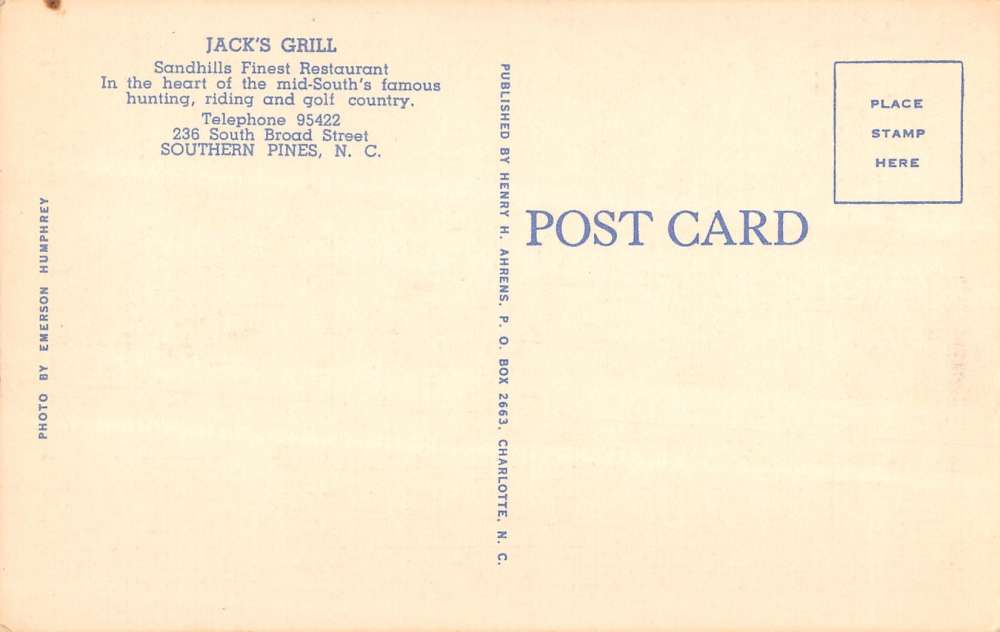 JACK'S GRILL
Sandhills Finest Restaurant
In the heart of the mid-South's famous
hunting, riding and golf country.
Telephone 95422
236 South Broad Street
SOUTHERN PINES, N. C.
PHOTO BY EMERSON HUMPHREY
PUBLISHED BY HENRY H. AHRENS, P. O. BOX 2663, CHARLOTTE, N. C.
POST CARD
PLACE
STAMP
HERE